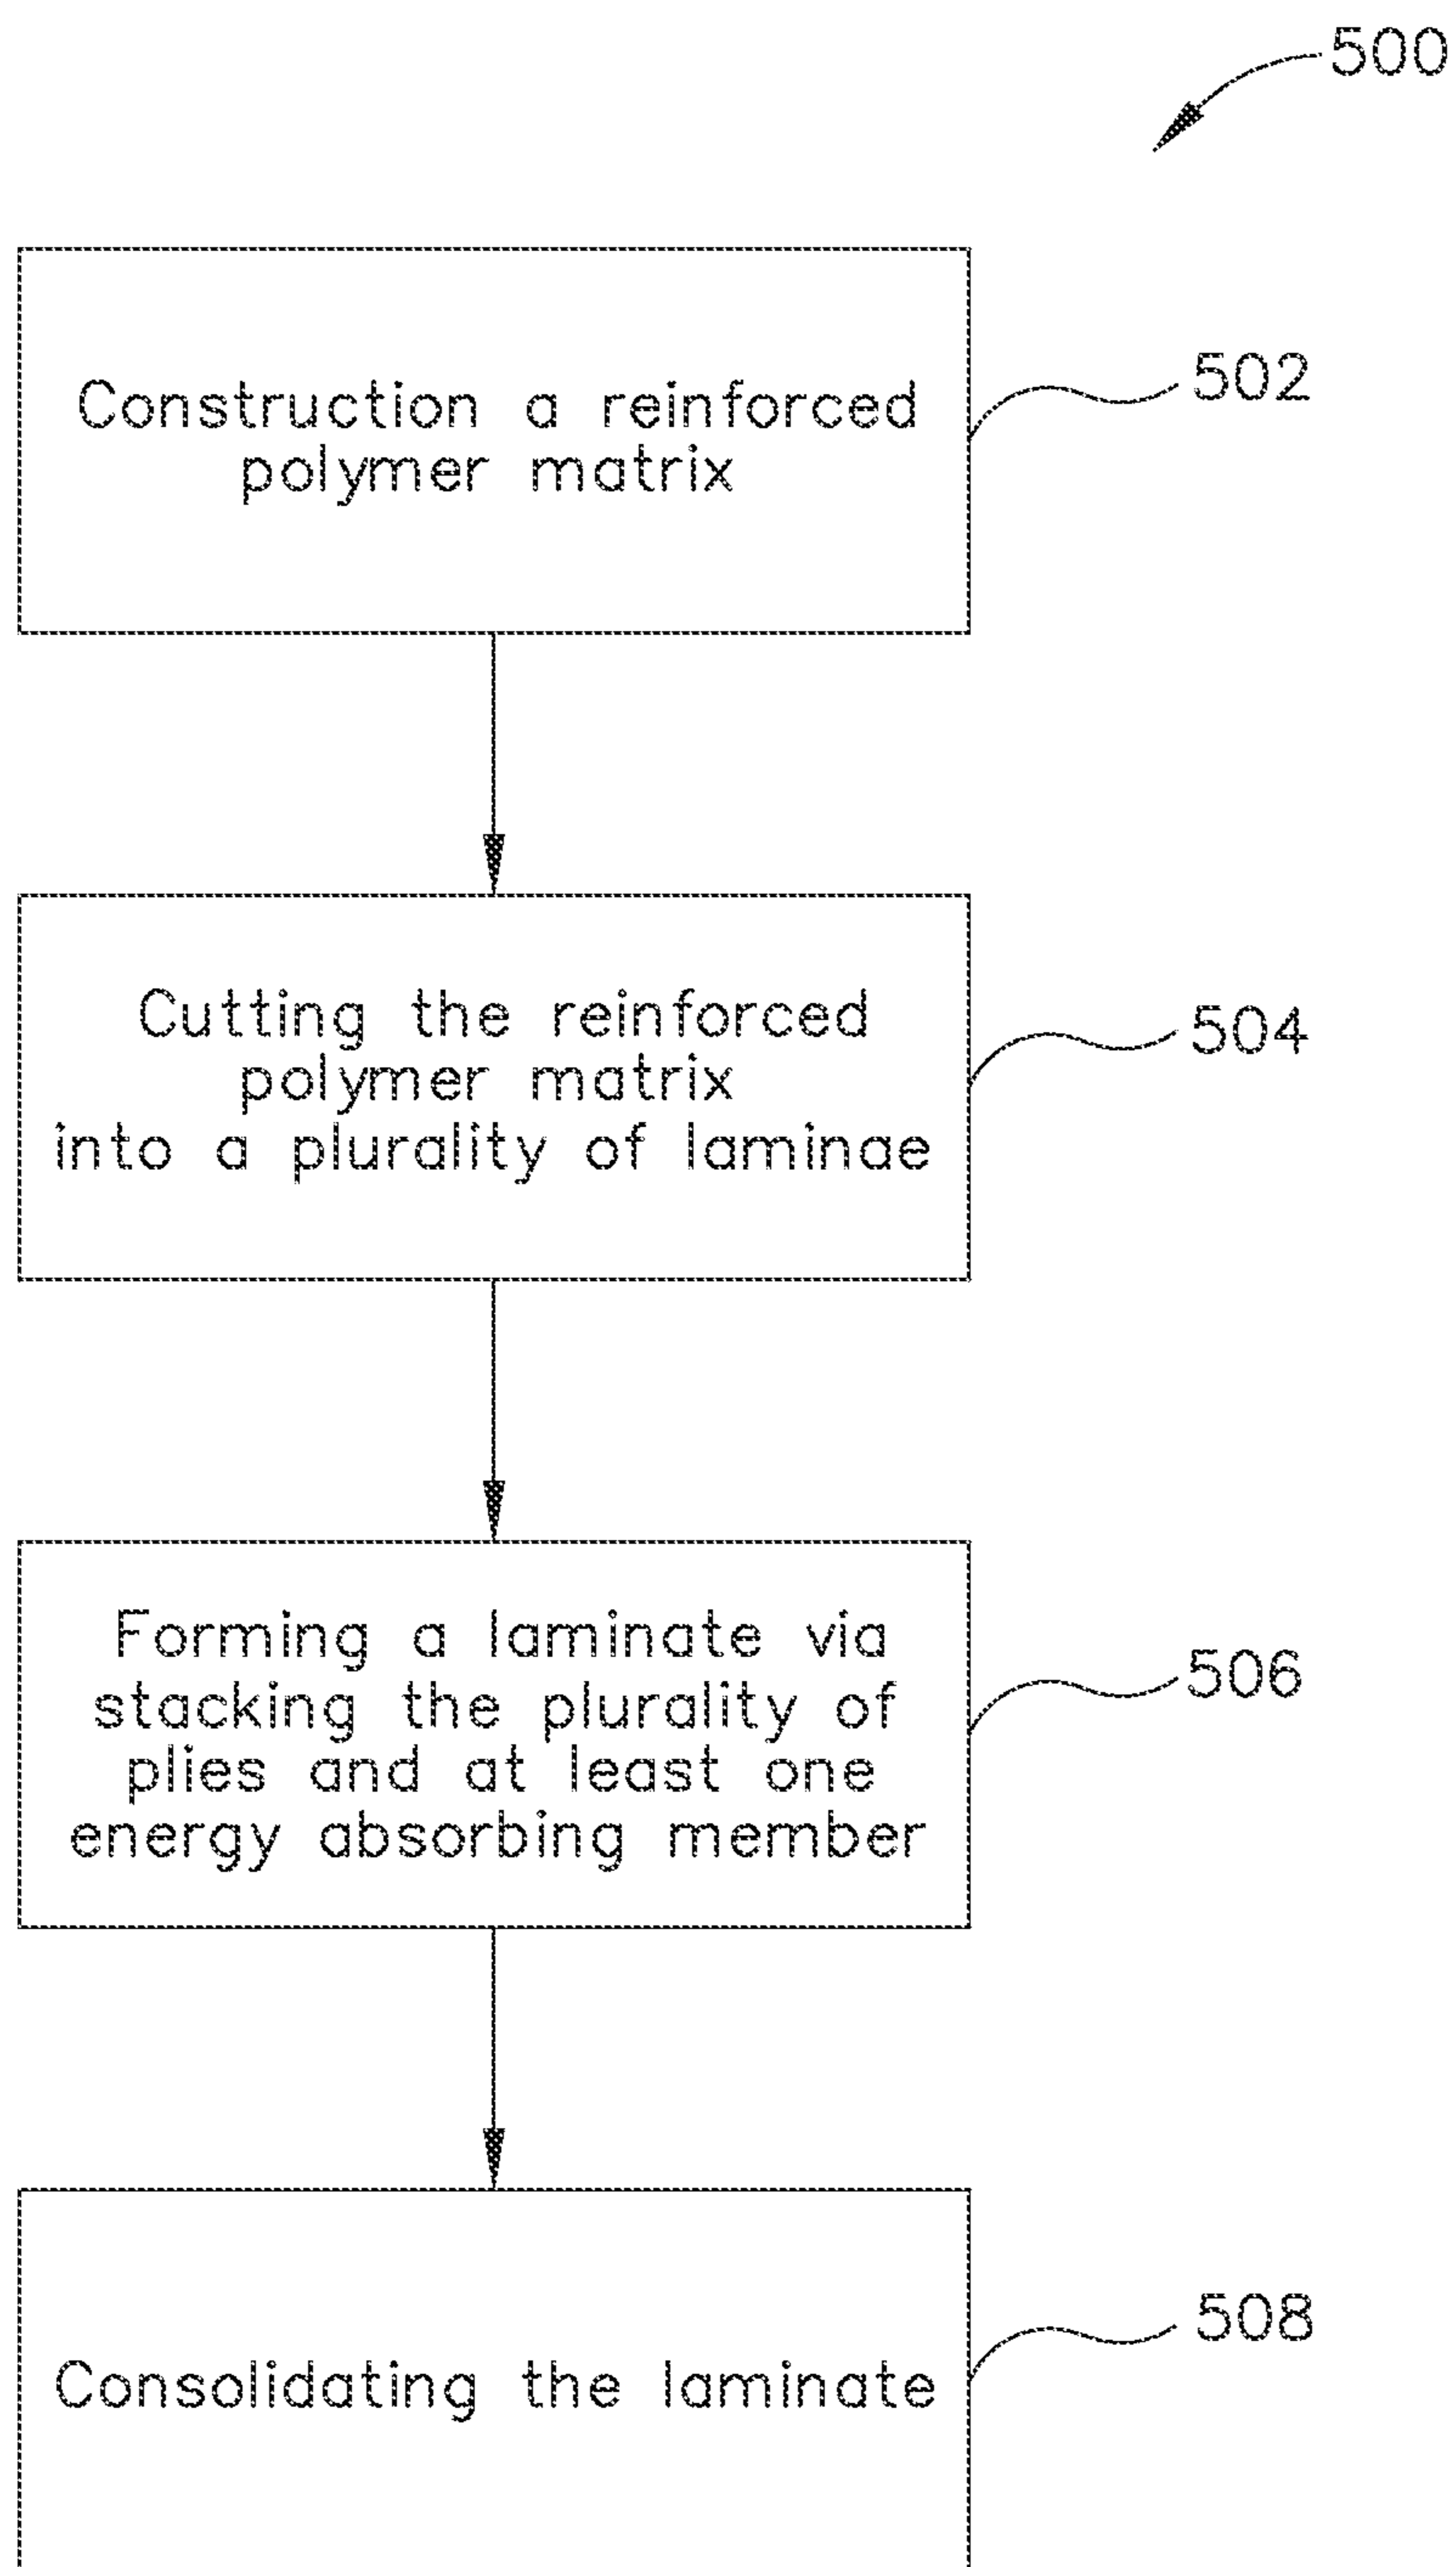 500
Construction a reinforced
polymer matrix
502
Cutting the reinforced
polymer matrix
into a plurality of laminae
504
Forming a laminate via
stacking the plurality of
plies and at least one
energy absorbing member
506
Consolidating the laminate
508